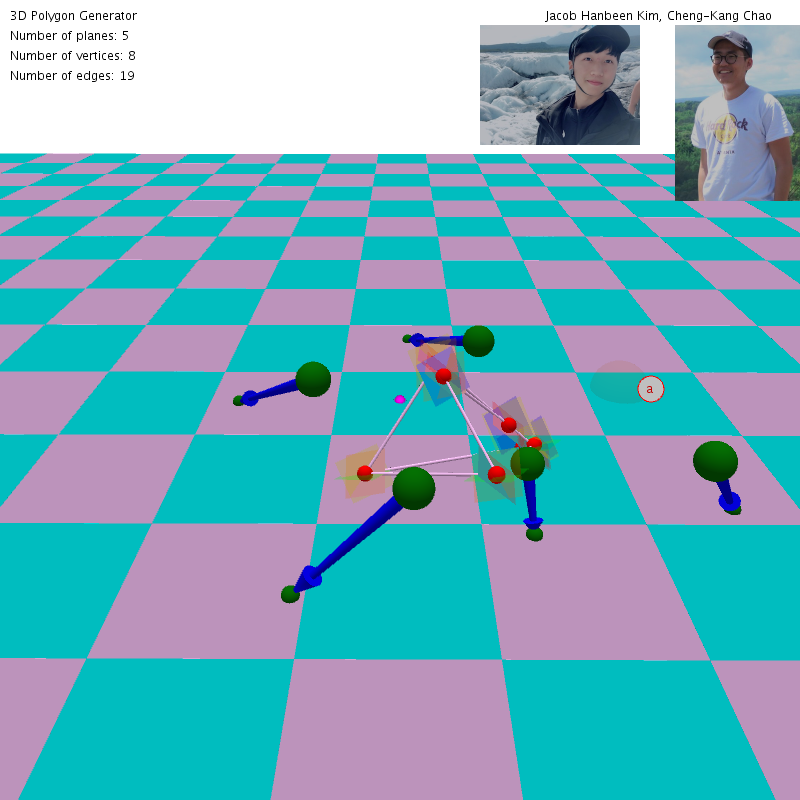 3D Polygon Generator
Jacob Hanbeen Kim, Cheng-Kang Chao
Number of planes: 5
Number of vertices: 8
Number of edges: 19
a